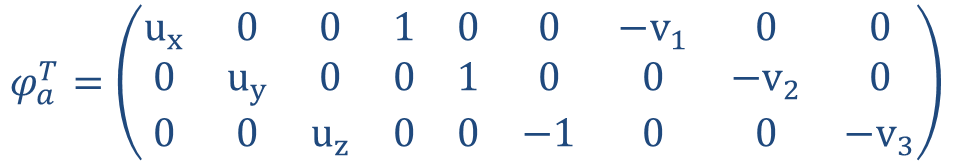 u_x 0 0 1 0 0 −v_1 0 0
φ_a^T = ( 0 u_y 0 0 1 0 0 −v_2 0 )
0 0 u_z 0 0 −1 0 0 −v_3